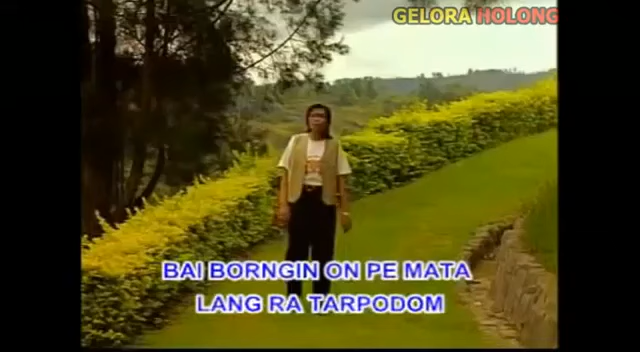 GELORA HOLONG
BAI BORNGIN ON PE MATA
LANG RA TARPODOM